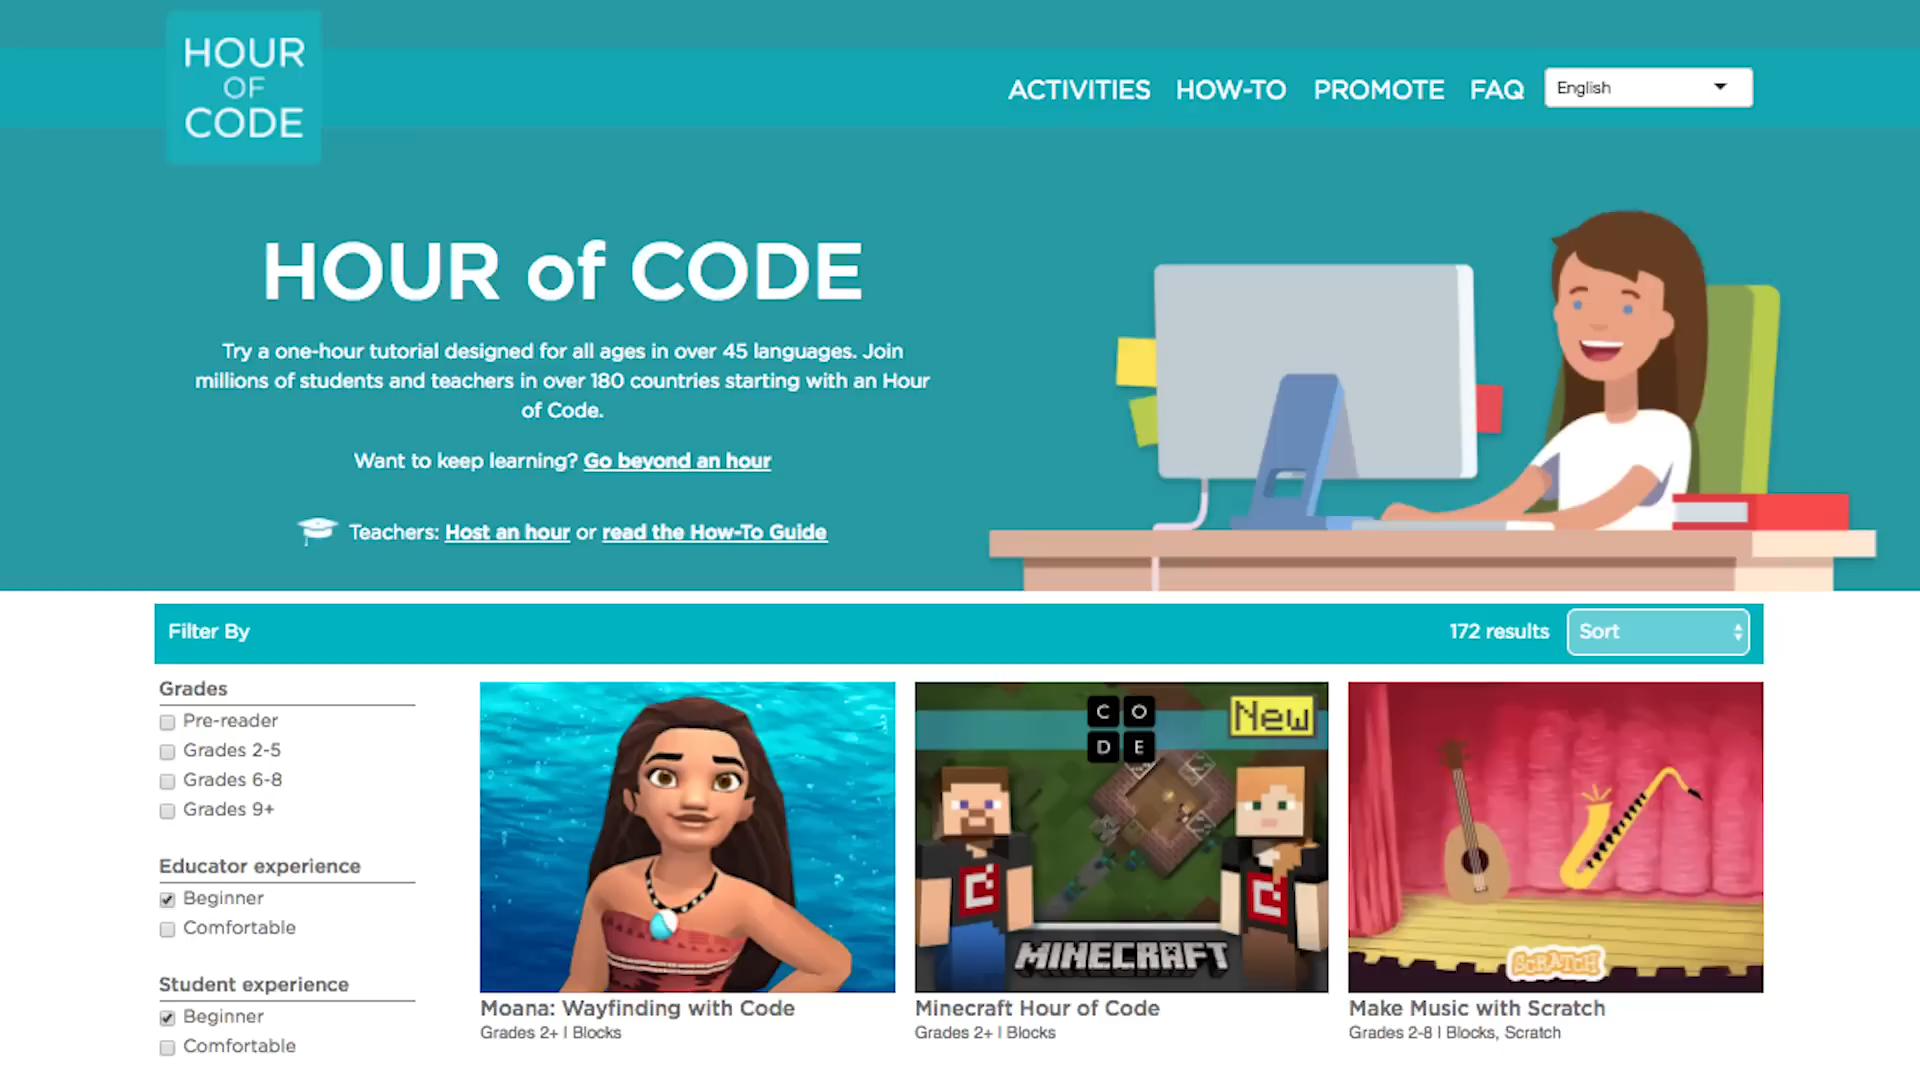 HOUR
OF
CODE
ACTIVITIES HOW-TO PROMOTE FAQ English
HOUR of CODE
Try a one-hour tutorial designed for all ages in over 45 languages. Join
millions of students and teachers in over 180 countries starting with an Hour
of Code.
Want to keep learning? Go beyond an hour
Teachers: Host an hour or read the How-To Guide
Filter By
172 results Sort
Grades
Pre-reader
Grades 2-5
Grades 6-8
Grades 9+
Educator experience
Beginner
Comfortable
Student experience
Beginner
Comfortable
Moana: Wayfinding with Code
Grades 2+ | Blocks
C O
D E
New
MINECRAFT
Minecraft Hour of Code
Grades 2+ | Blocks
SCRATCH
Make Music with Scratch
Grades 2-8 | Blocks, Scratch